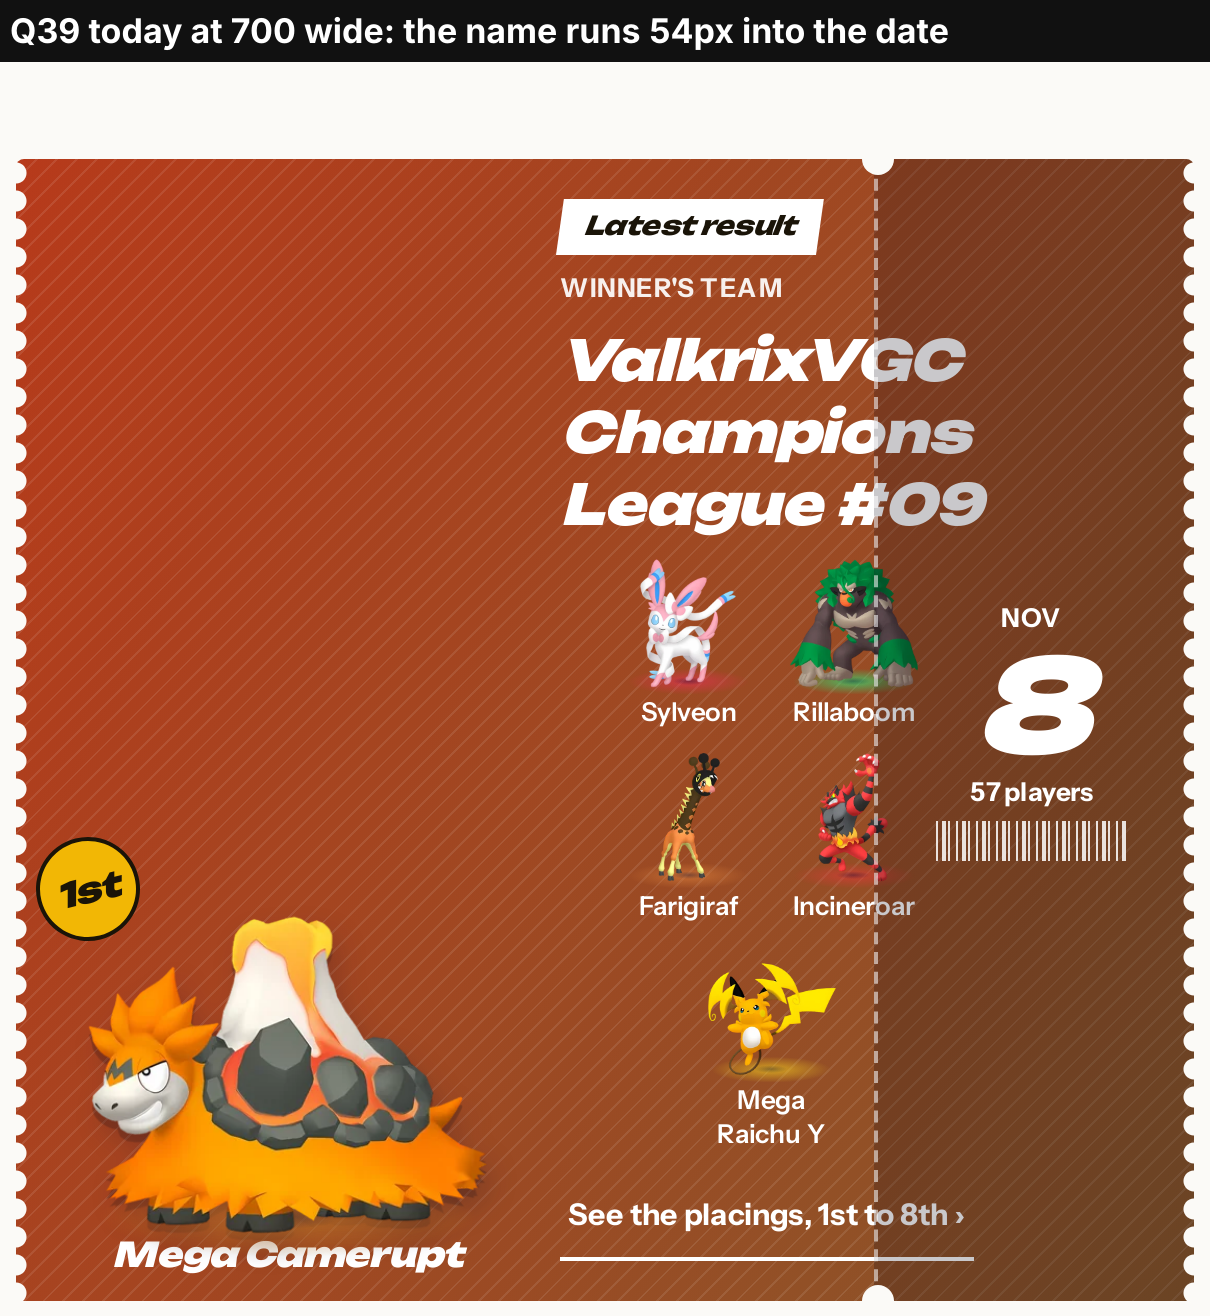 Q39 today at 700 wide: the name runs 54px into the date
Latest result
WINNER'S TEAM
ValkrixVGC
Champions
League #09
Sylveon
Rillaboom
Farigiraf
Incineroar
Mega
Raichu Y
See the placings, 1st to 8th ›
1st
Mega Camerupt
NOV
8
57 players